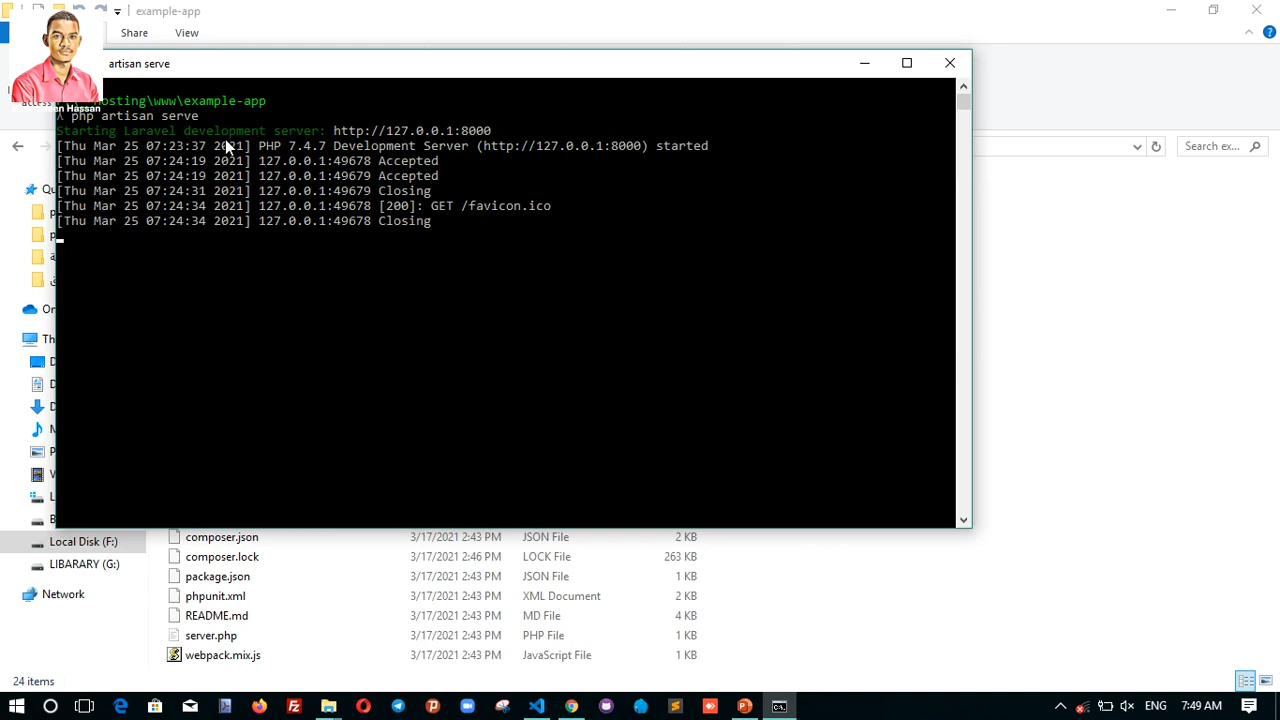 example-app
Share
View
artisan serve
een Hassan
hosting\www\example-app
λ php artisan serve
Starting Laravel development server: http://127.0.0.1:8000
[Thu Mar 25 07:23:37 2021] PHP 7.4.7 Development Server (http://127.0.0.1:8000) started
[Thu Mar 25 07:24:19 2021] 127.0.0.1:49678 Accepted
[Thu Mar 25 07:24:19 2021] 127.0.0.1:49679 Accepted
[Thu Mar 25 07:24:31 2021] 127.0.0.1:49679 Closing
[Thu Mar 25 07:24:34 2021] 127.0.0.1:49678 [200]: GET /favicon.ico
[Thu Mar 25 07:24:34 2021] 127.0.0.1:49678 Closing
Search ex...
Qu
On
Th
Local Disk (F:)
LIBARARY (G:)
Network
composer.json 3/17/2021 2:43 PM JSON File 2 KB
composer.lock 3/17/2021 2:46 PM LOCK File 263 KB
package.json 3/17/2021 2:43 PM JSON File 1 KB
phpunit.xml 3/17/2021 2:43 PM XML Document 2 KB
README.md 3/17/2021 2:43 PM MD File 4 KB
server.php 3/17/2021 2:43 PM PHP File 1 KB
webpack.mix.js 3/17/2021 2:43 PM JavaScript File 1 KB
24 items
ENG
7:49 AM